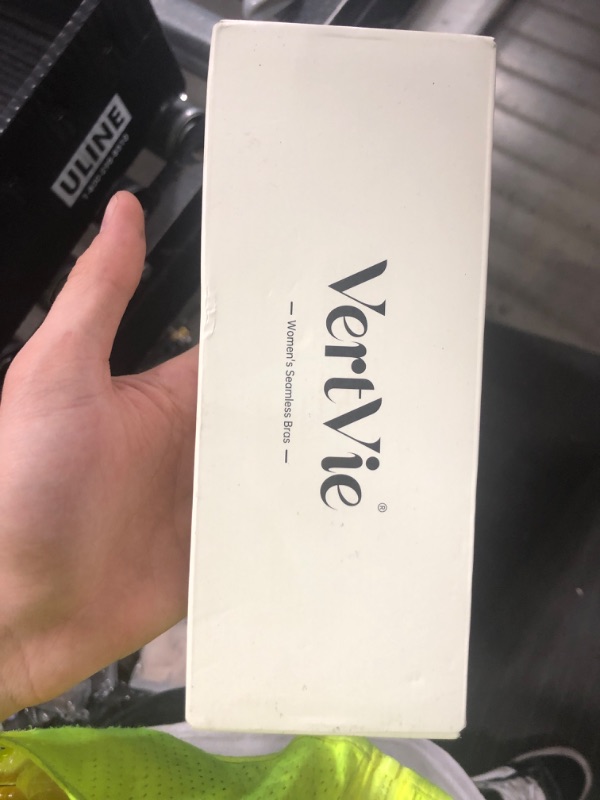 VertVie®
— Women's Seamless Bras —
ULINE